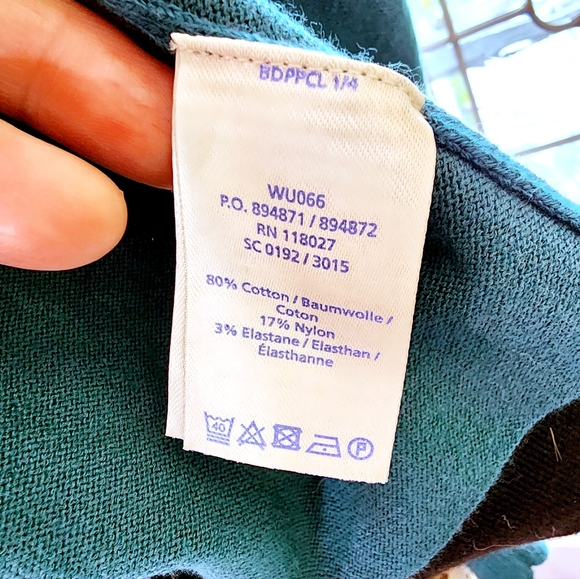 BDPPCL 1/4
WU066
P.O. 894871 / 894872
RN 118027
SC 0192 / 3015
80% Cotton / Baumwolle /
Coton
17% Nylon
3% Elastane / Elasthan /
Élasthanne
40 P